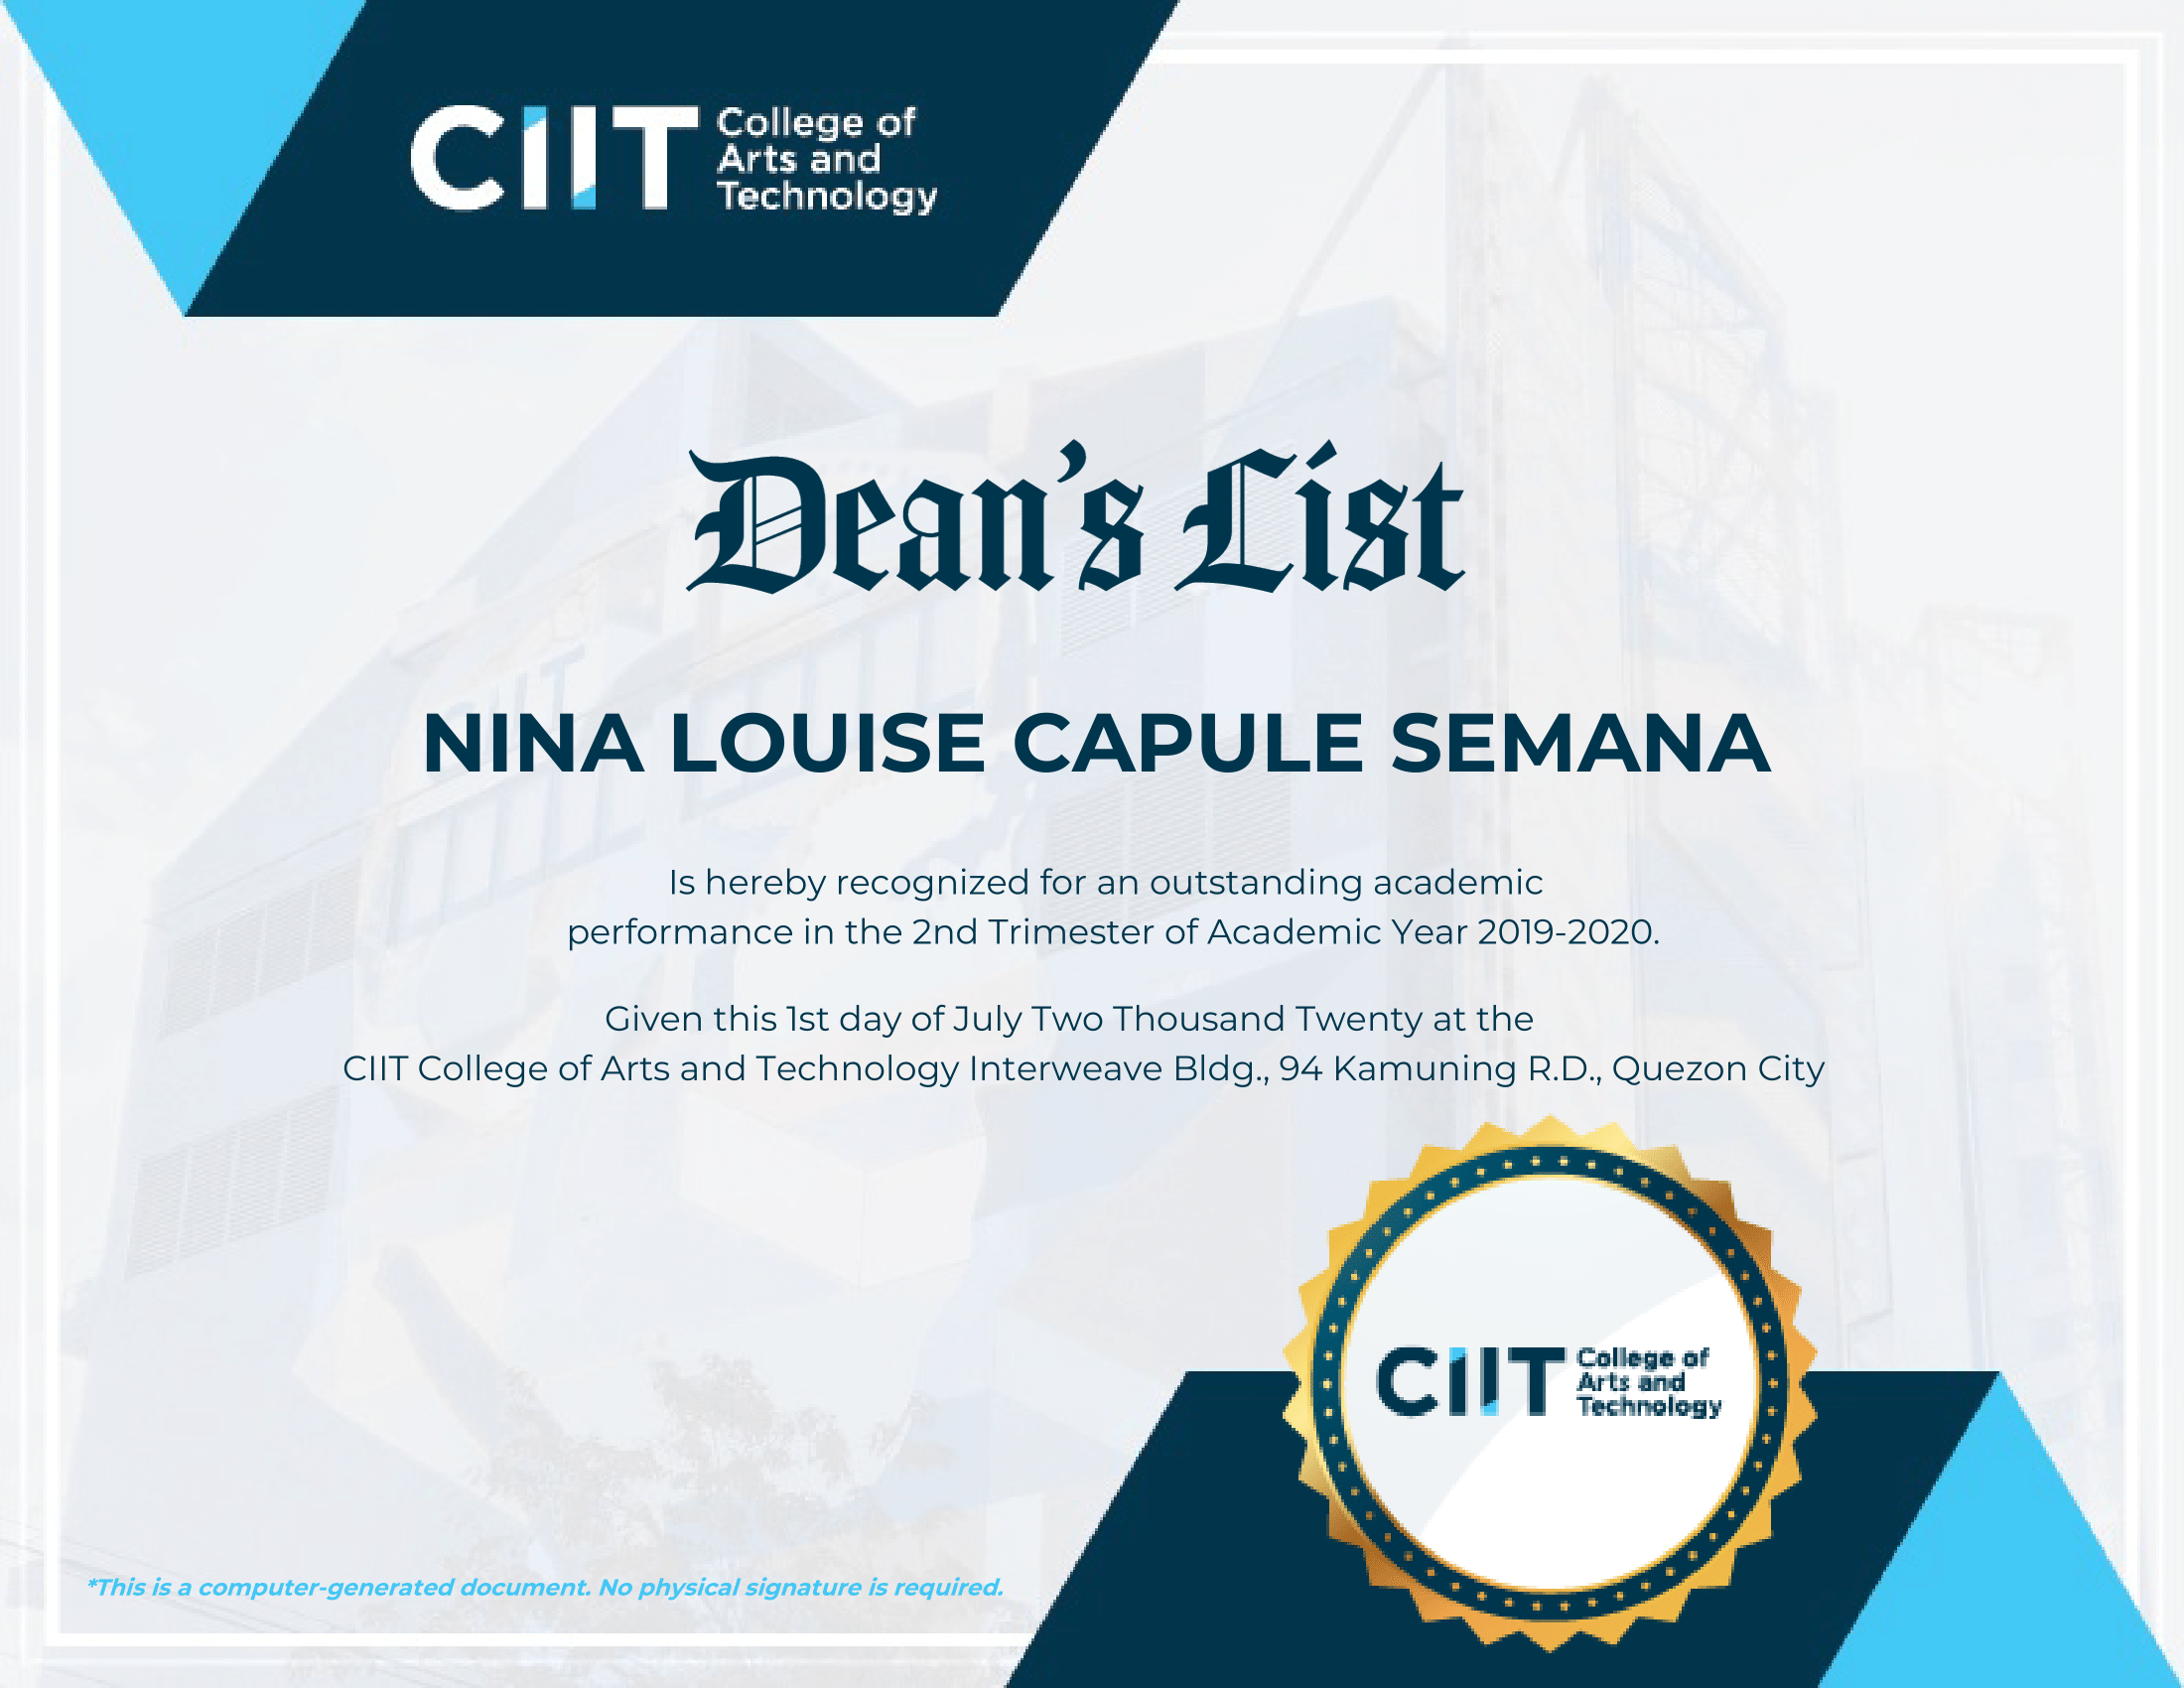 CIIT College of
Arts and
Technology
Dean's List
NINA LOUISE CAPULE SEMANA
Is hereby recognized for an outstanding academic
performance in the 2nd Trimester of Academic Year 2019-2020.
Given this 1st day of July Two Thousand Twenty at the
CIIT College of Arts and Technology Interweave Bldg., 94 Kamuning R.D., Quezon City
CIIT College of
Arts and
Technology
*This is a computer-generated document. No physical signature is required.